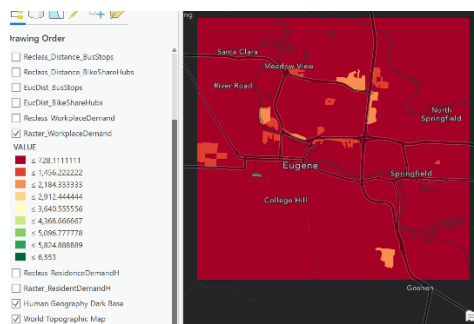 Drawing Order
Reclass_Distance_BusStops
Reclass_Distance_BikeShareHubs
EucDist_BusStops
EucDist_BikeShareHubs
Reclass_WorkplaceDemand
Raster_WorkplaceDemand
VALUE
≤ 728.1111111
≤ 1,456.222222
≤ 2,184.333333
≤ 2,912.444444
≤ 3,640.555556
≤ 4,368.666667
≤ 5,096.777778
≤ 5,824.888889
≤ 6,553
Reclass_ResidenceDemandH
Raster_ResidentDemandH
Human Geography Dark Base
World Topographic Map
Santa Clara
Meadow View
River Road
North
Springfield
Eugene
Springfield
College Hill
Goshen